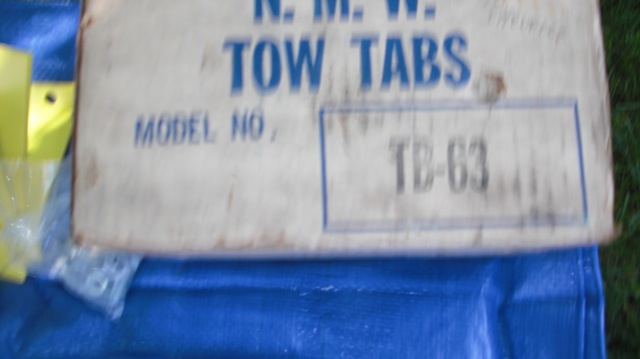 N. M. W.
TOW TABS
MODEL NO.
TB-63